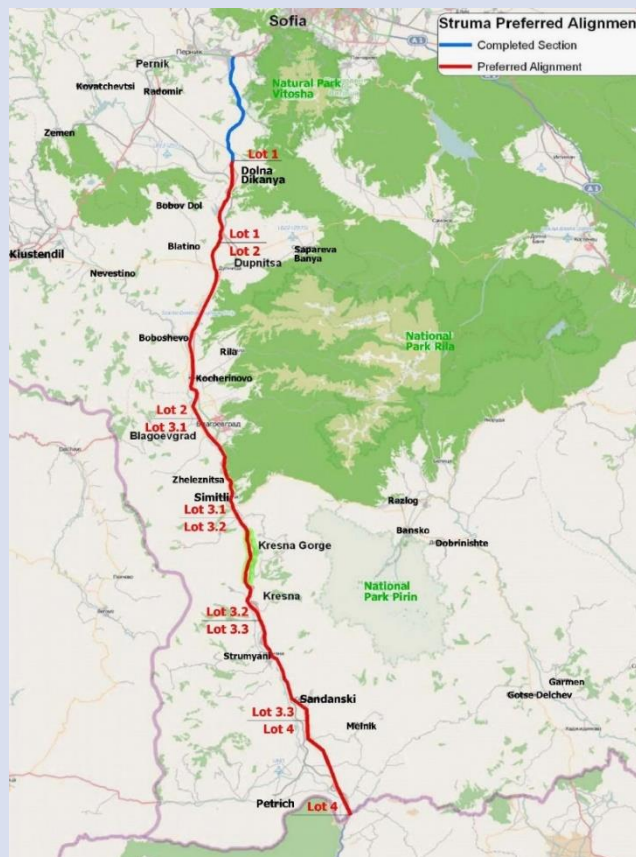 Struma Preferred Alignment
Completed Section
Preferred Alignment
Sofia
Перник
Pernik
Kovatchevtsi
Radomir
Natural Park
Vitosha
Zemen
Lot 1
Dolna
Dikanya
Bobov Dol
Lot 1
Lot 2
Blatino
Sapareva
Banya
Kiustendil
Dupnitsa
Nevestino
Boboshevo
National
Park Rila
Rila
Kocherinovo
Lot 2
Lot 3.1
Благоевград
Blagoevgrad
Zheleznitsa
Simitli
Lot 3.1
Lot 3.2
Razlog
Bansko
Dobrinishte
Kresna Gorge
National
Park Pirin
Kresna
Lot 3.2
Lot 3.3
Strumyani
Garmen
Gotse Delchev
Sandanski
Lot 3.3
Lot 4
Melnik
Petrich
Lot 4